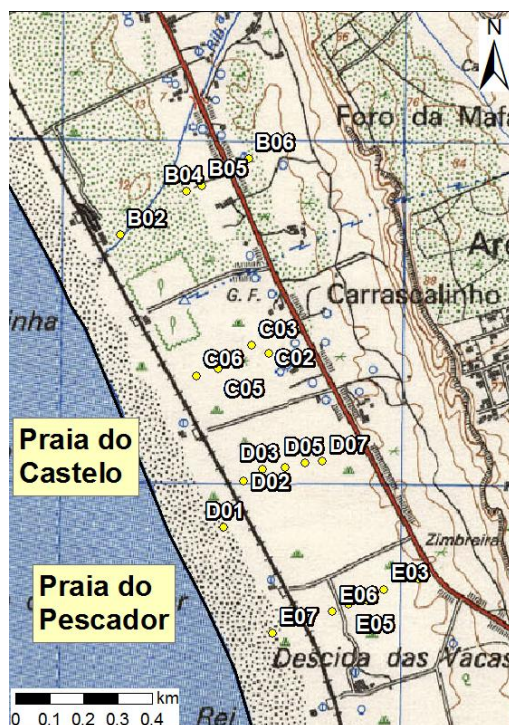 N
Foro da Mafa
B06
B05
B04
B02
Carrascalinho
G. F.
inha
C03
C02
C06
C05
Praia do
Castelo
D07
D05
D03
D02
D01
Zimbreira
Praia do
Pescador
E03
E06
E05
E07
Descida das Vacas
Rei
km
0 0.1 0.2 0.3 0.4